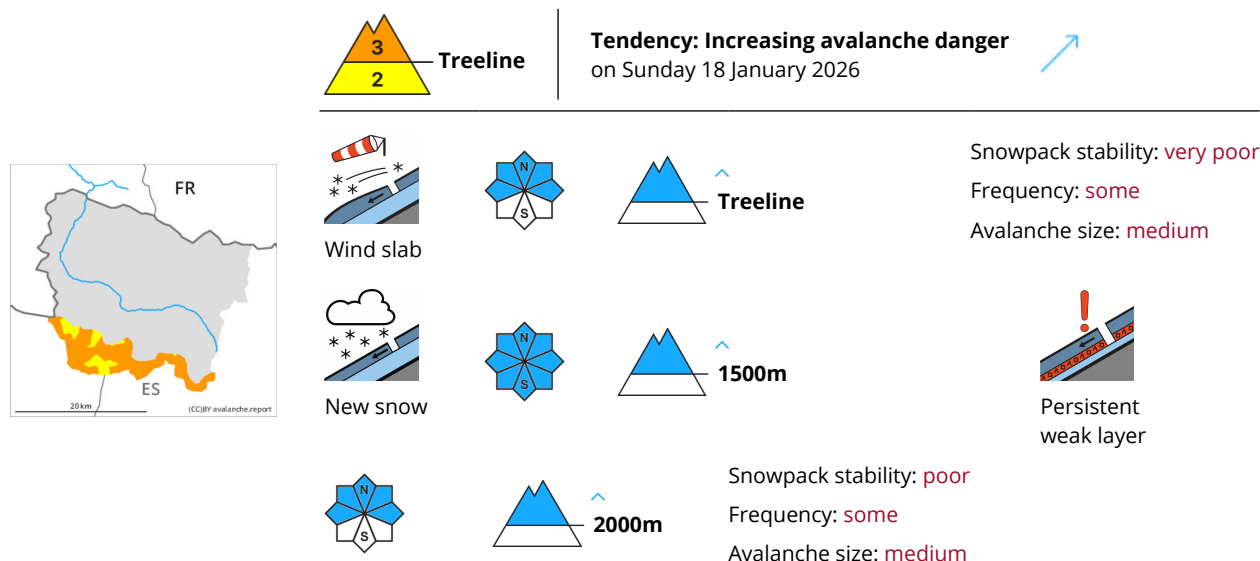 3
2
Treeline
Tendency: Increasing avalanche danger
on Sunday 18 January 2026
FR
ES
20 km
(CC)BY avalanche.report
N
S
Treeline
Wind slab
Snowpack stability: very poor
Frequency: some
Avalanche size: medium
N
S
1500m
New snow
Persistent
weak layer
N
S
2000m
Snowpack stability: poor
Frequency: some
Avalanche size: medium